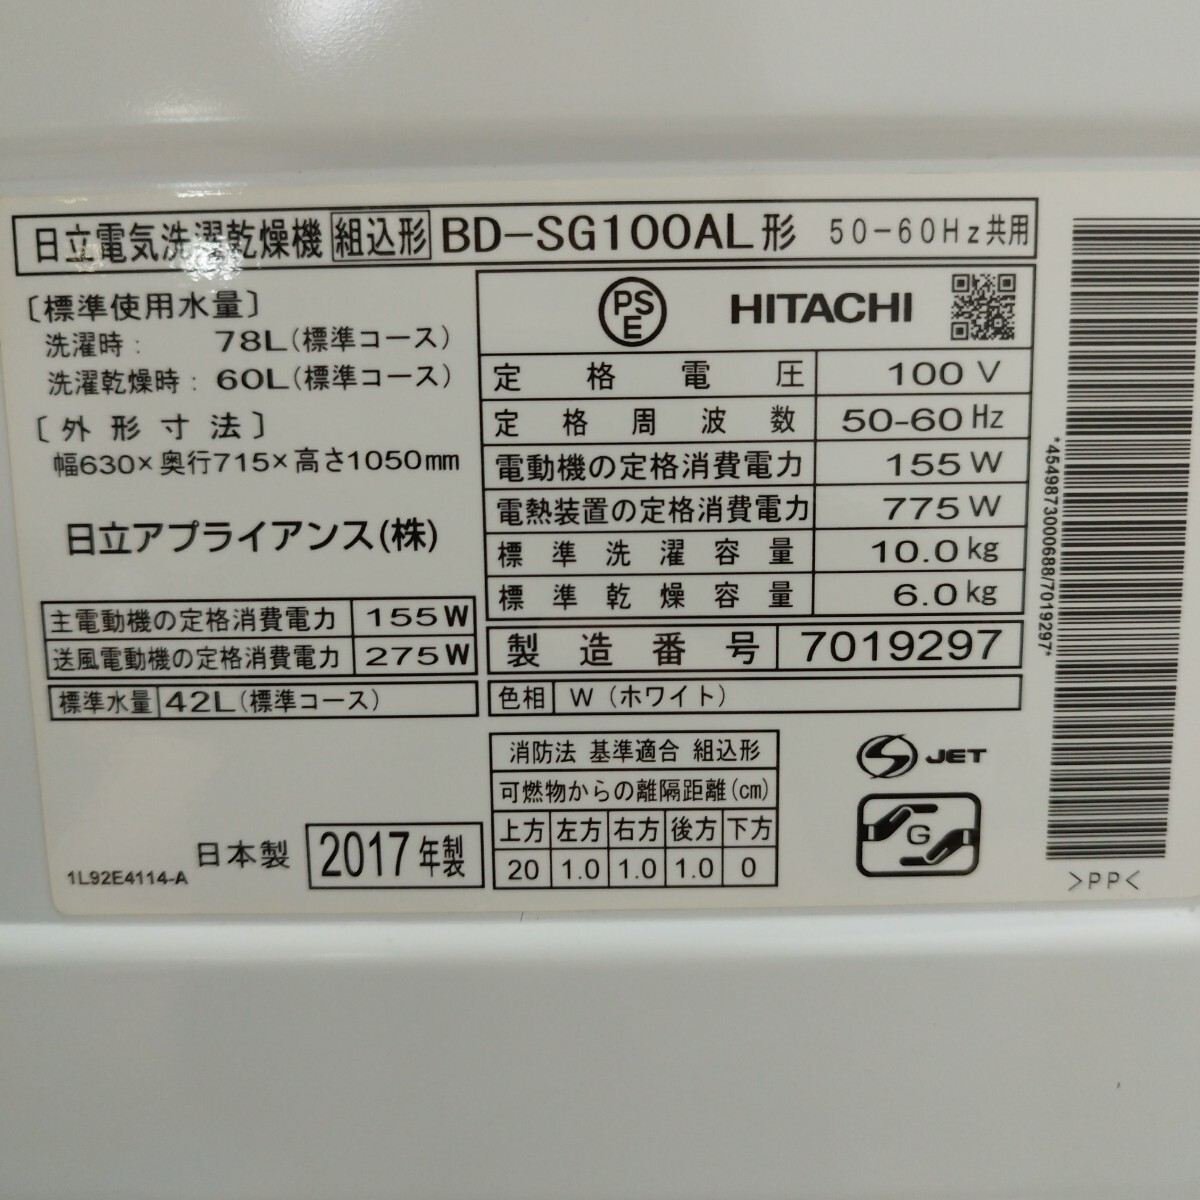 日立電気洗濯乾燥機 組込形 BD-SG100AL形 50-60Hz共用
〔標準使用水量〕
洗濯時： 78L(標準コース)
洗濯乾燥時：60L(標準コース)
〔外形寸法〕
幅630×奥行715×高さ1050mm
日立アプライアンス(株)
主電動機の定格消費電力 155W
送風電動機の定格消費電力 275W
標準水量 42L(標準コース)
日本製 2017年製
1L92E4114-A
PSE HITACHI
定格電圧 100V
定格周波数 50-60Hz
電動機の定格消費電力 155W
電熱装置の定格消費電力 775W
標準洗濯容量 10.0kg
標準乾燥容量 6.0kg
製造番号 7019297
色相 W（ホワイト）
消防法 基準適合 組込形
可燃物からの離隔距離(cm)
上方 左方 右方 後方 下方
20 1.0 1.0 1.0 0
S JET
G
*4549873000688/7019297*
>PP<